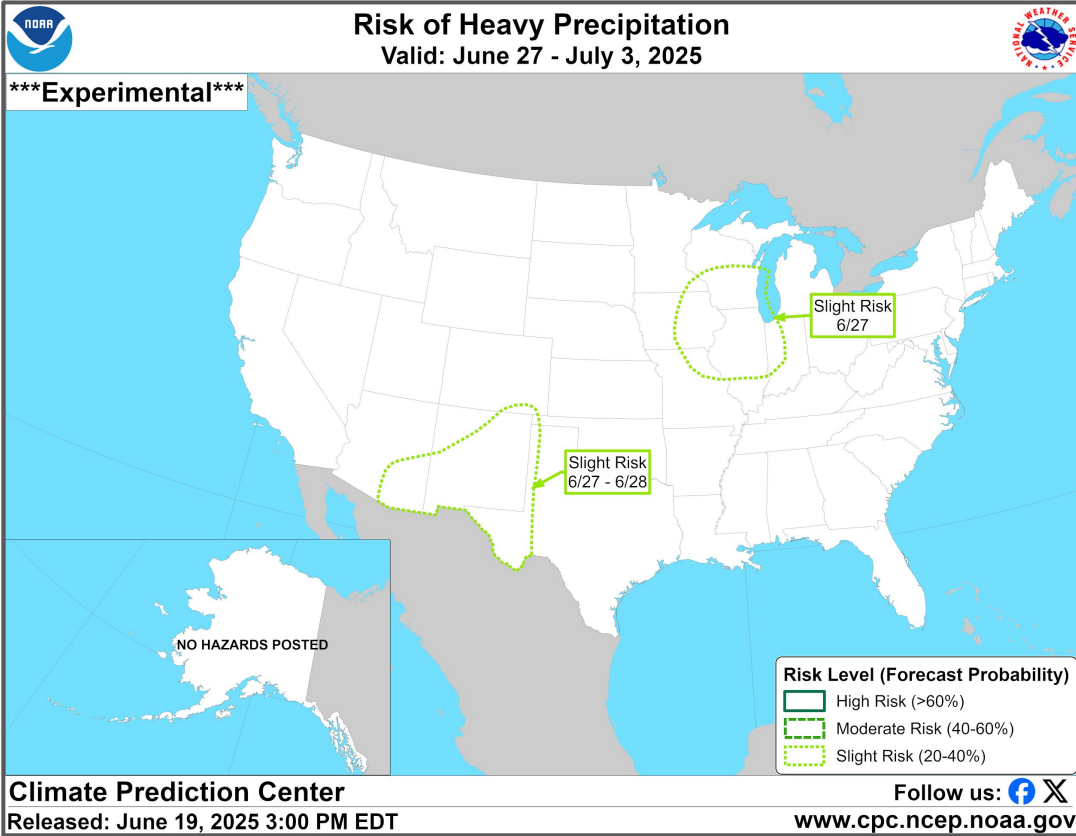 NOAA
Risk of Heavy Precipitation
Valid: June 27 - July 3, 2025
NATIONAL WEATHER SERVICE
***Experimental***
Slight Risk
6/27
Slight Risk
6/27 - 6/28
NO HAZARDS POSTED
Risk Level (Forecast Probability)
High Risk (>60%)
Moderate Risk (40-60%)
Slight Risk (20-40%)
Climate Prediction Center
Follow us:
Released: June 19, 2025 3:00 PM EDT
www.cpc.ncep.noaa.gov